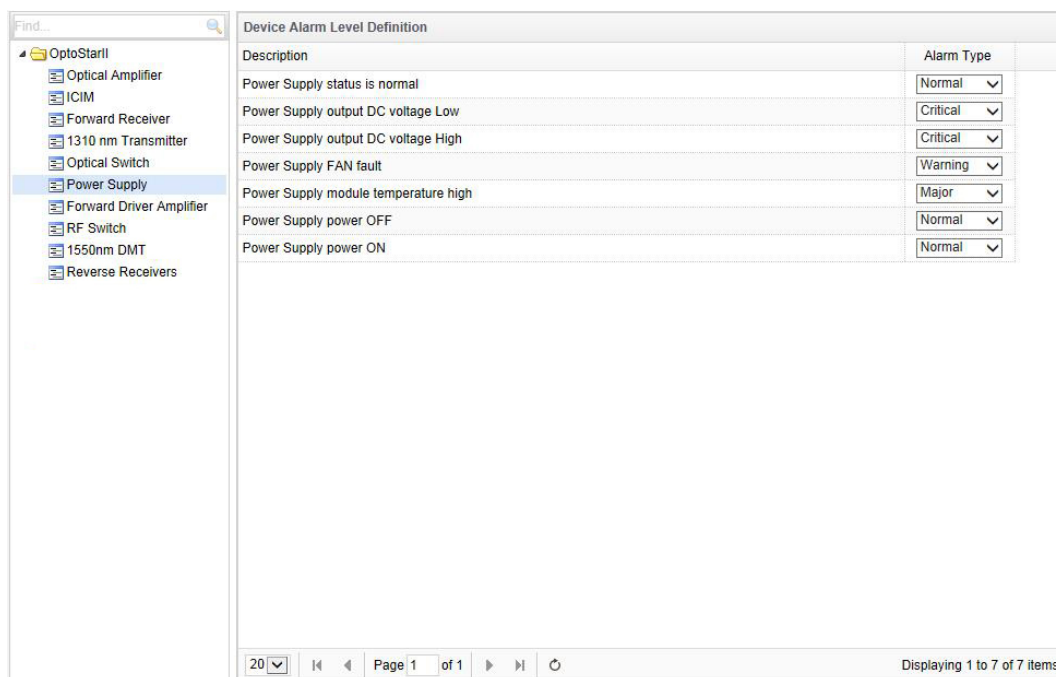 Find...
OptoStarII
Optical Amplifier
ICIM
Forward Receiver
1310 nm Transmitter
Optical Switch
Power Supply
Forward Driver Amplifier
RF Switch
1550nm DMT
Reverse Receivers
Device Alarm Level Definition
Description Alarm Type
Power Supply status is normal Normal
Power Supply output DC voltage Low Critical
Power Supply output DC voltage High Critical
Power Supply FAN fault Warning
Power Supply module temperature high Major
Power Supply power OFF Normal
Power Supply power ON Normal
20 Page 1 of 1 Displaying 1 to 7 of 7 items